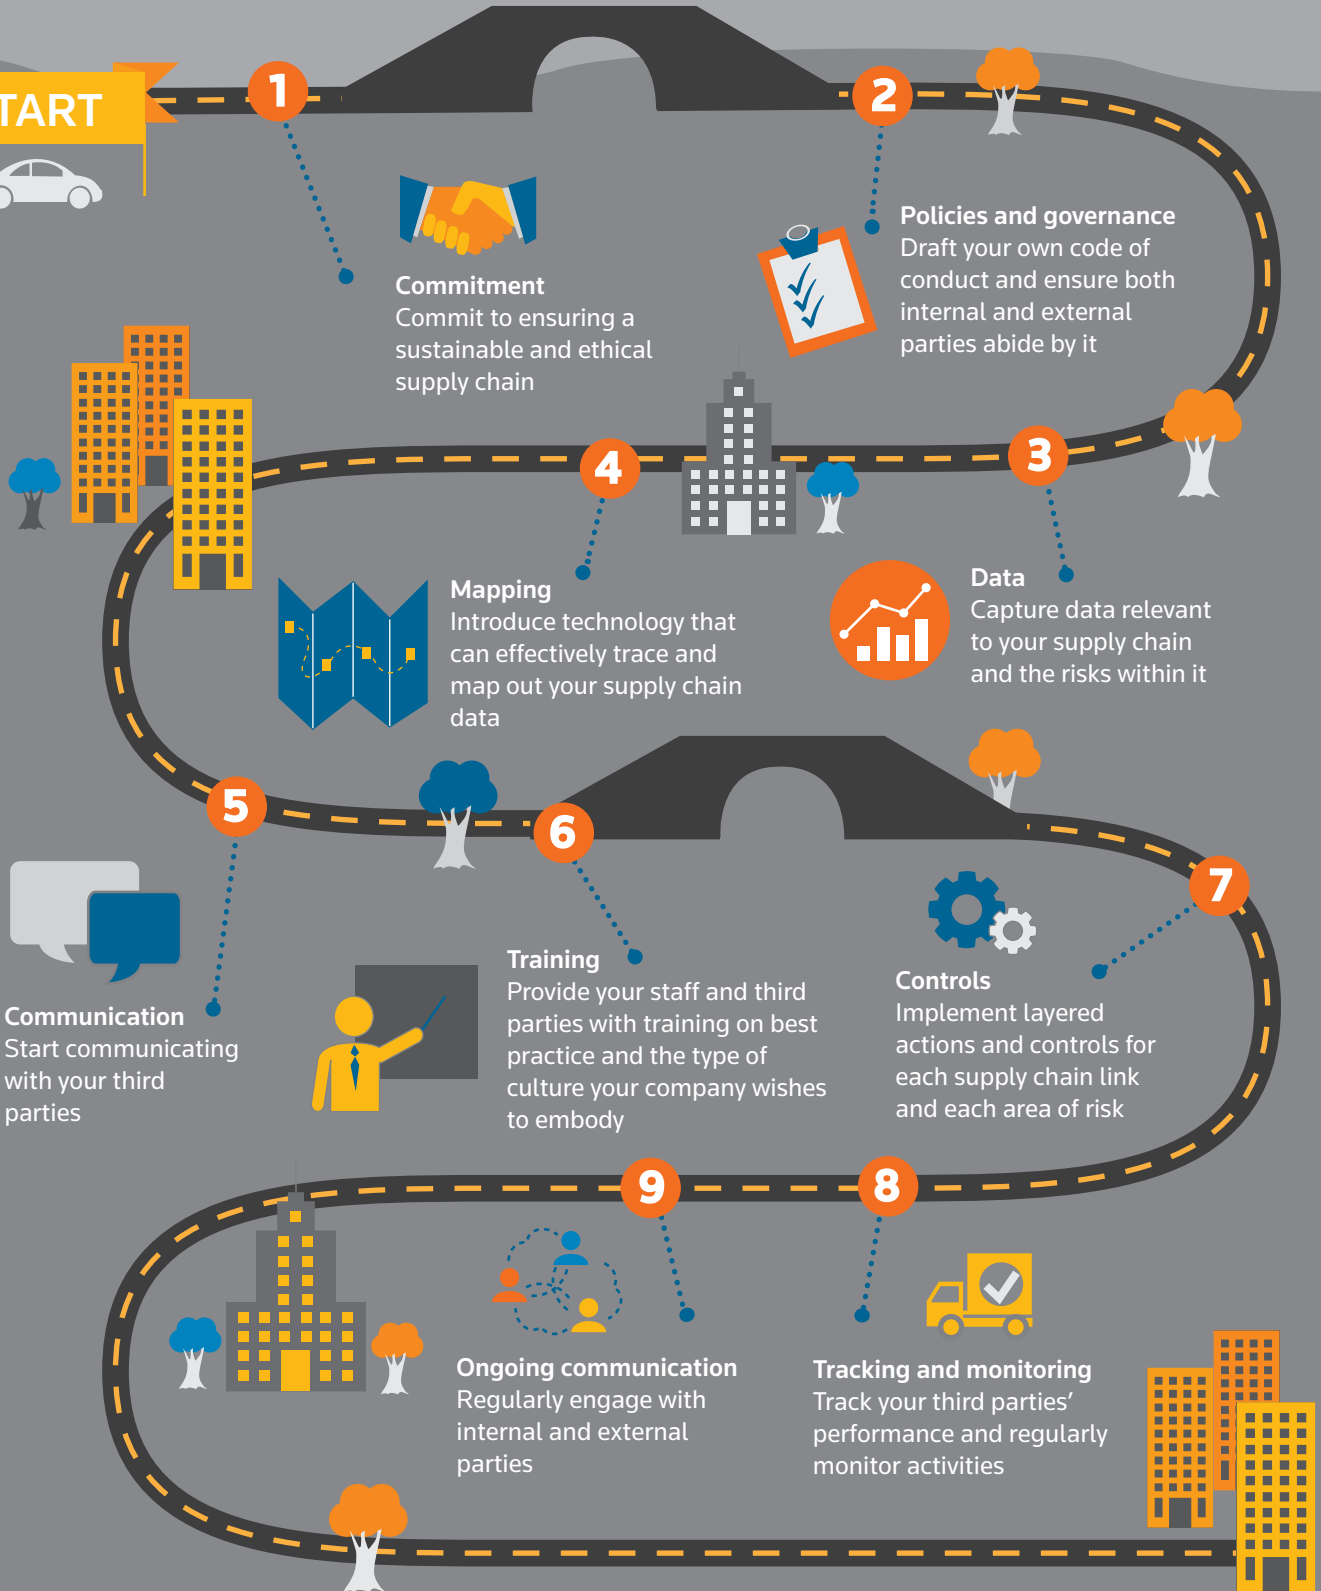 TART
1
2
Commitment
Commit to ensuring a
sustainable and ethical
supply chain
Policies and governance
Draft your own code of
conduct and ensure both
internal and external
parties abide by it
3
4
Data
Capture data relevant
to your supply chain
and the risks within it
Mapping
Introduce technology that
can effectively trace and
map out your supply chain
data
5
6
7
Communication
Start communicating
with your third
parties
Training
Provide your staff and third
parties with training on best
practice and the type of
culture your company wishes
to embody
Controls
Implement layered
actions and controls for
each supply chain link
and each area of risk
8
9
Tracking and monitoring
Track your third parties’
performance and regularly
monitor activities
Ongoing communication
Regularly engage with
internal and external
parties